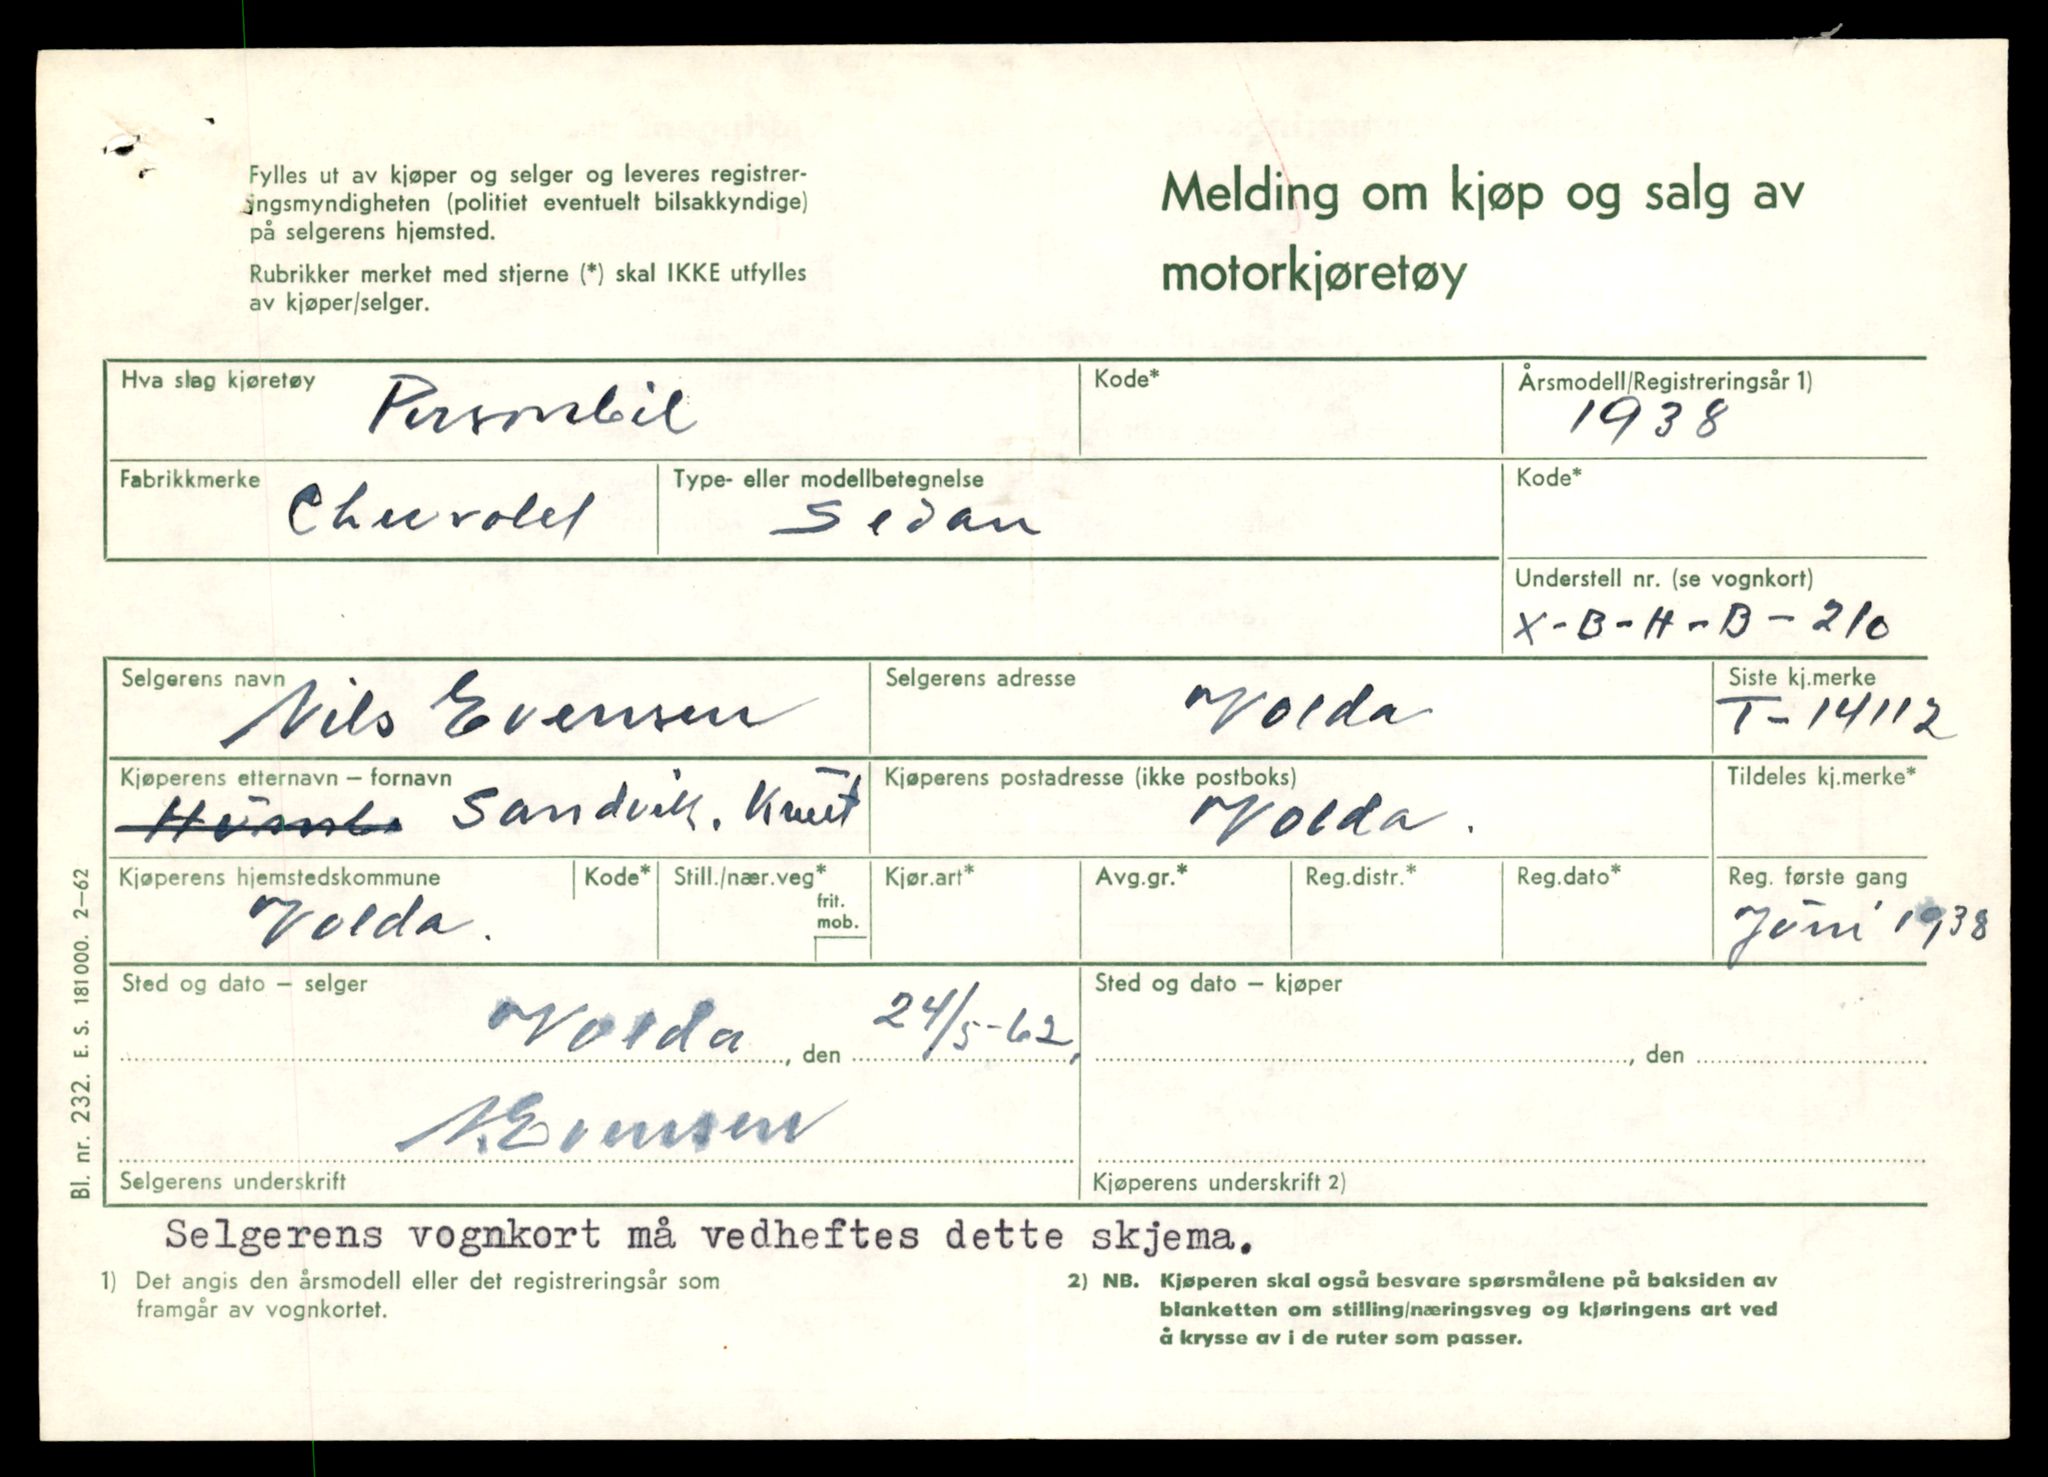 Fylles ut av kjøper og selger og leveres registrer-
ingsmyndigheten (politiet eventuelt bilsakkyndige)
på selgerens hjemsted.
Rubrikker merket med stjerne (*) skal IKKE utfylles
av kjøper/selger.
Melding om kjøp og salg av
motorkjøretøy
Hva slag kjøretøy
Personbil
Kode*
Årsmodell/Registreringsår 1)
1938
Fabrikkmerke
Chevrolet
Type- eller modellbetegnelse
Sedan
Kode*
Understell nr. (se vognkort)
X-B-H-B-210
Selgerens navn
Nils Evensen
Selgerens adresse
Volda
Siste kj.merke
T-14112
Kjøperens etternavn – fornavn
Sandvik, Knut
Kjøperens postadresse (ikke postboks)
Volda.
Tildeles kj.merke*
Kjøperens hjemstedskommune
Volda.
Kode*
Still./nær.veg*
frit.
mob.
Kjør.art*
Avg.gr.*
Reg.distr.*
Reg.dato*
Reg. første gang
Juni 1938
Sted og dato – selger
Volda, den 24/5-62.
N. Evensen
Selgerens underskrift
Sted og dato – kjøper
, den
Kjøperens underskrift 2)
Selgerens vognkort må vedheftes dette skjema.
1) Det angis den årsmodell eller det registreringsår som
framgår av vognkortet.
2) NB. Kjøperen skal også besvare spørsmålene på baksiden av
blanketten om stilling/næringsveg og kjøringens art ved
å krysse av i de ruter som passer.
Bl. nr. 232. E. S. 181000. 2–62